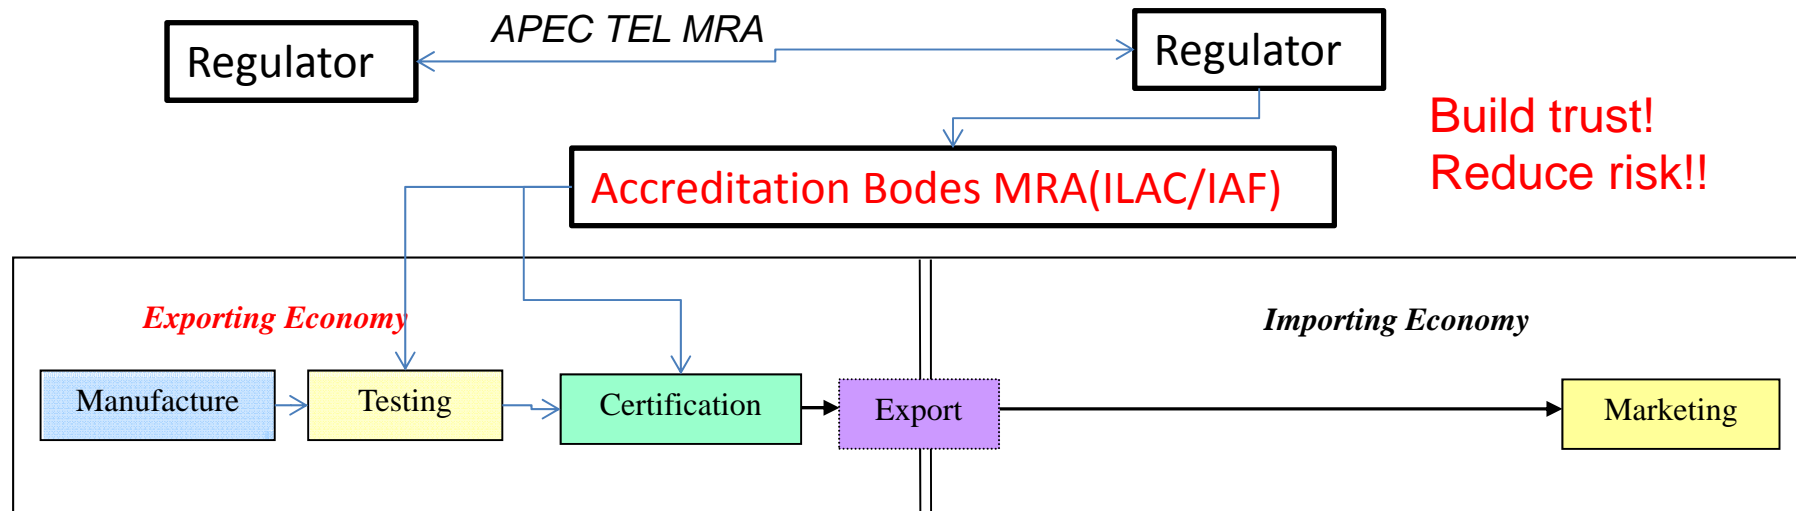 APEC TEL MRA
Regulator
Regulator
Build trust!
Reduce risk!!
Accreditation Bodes MRA(ILAC/IAF)
Exporting Economy
Importing Economy
Manufacture
Testing
Certification
Export
Marketing